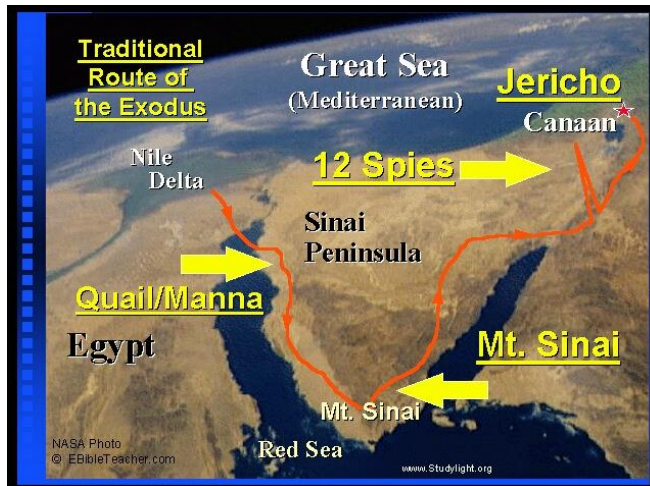 Traditional
Route of
the Exodus
Great Sea
(Mediterranean)
Jericho
Canaan
Nile
Delta
12 Spies
Sinai
Peninsula
Quail/Manna
Egypt
Mt. Sinai
Mt. Sinai
Red Sea
NASA Photo
© EBibleTeacher.com
www.Studylight.org